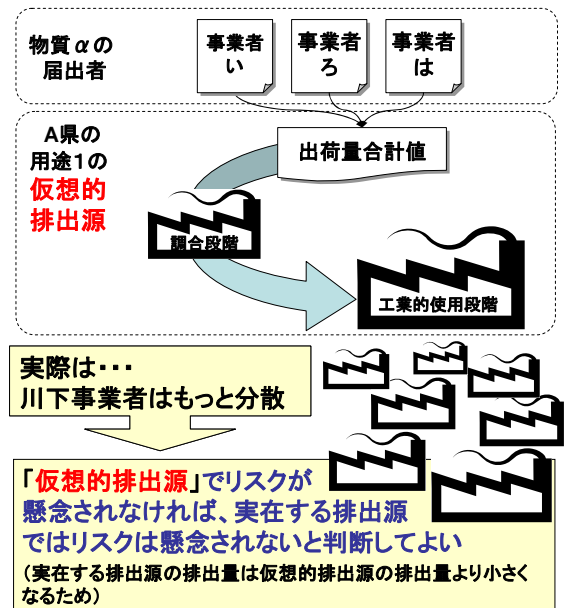 物質αの
届出者
事業者
い
事業者
ろ
事業者
は
A県の
用途1の
仮想的
排出源
出荷量合計値
調合段階
工業的使用段階
実際は・・・
川下事業者はもっと分散
「仮想的排出源」でリスクが
懸念されなければ、実在する排出源
ではリスクは懸念されないと判断してよい
（実在する排出源の排出量は仮想的排出源の排出量より小さく
なるため）